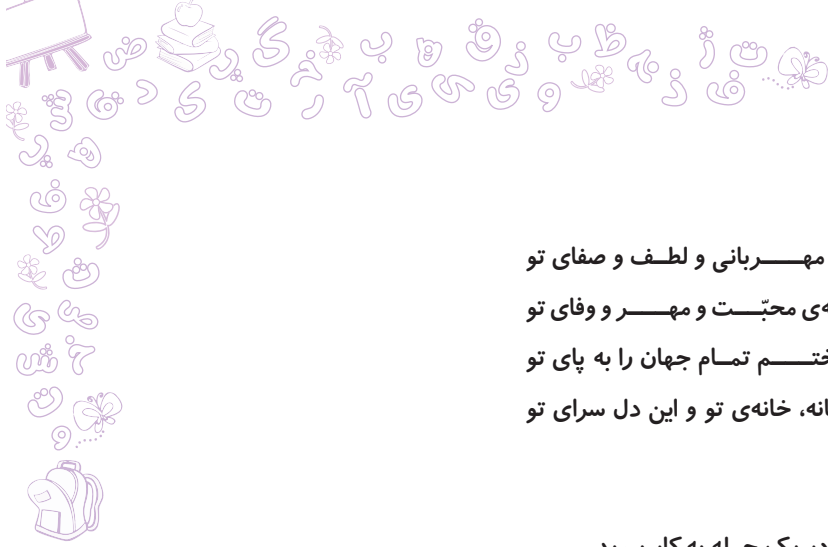 مهربانی و لطف و صفای تو
محبّت و مهر و وفای تو
تمام جهان را به پای تو
خانه‌ی تو و این دل سرای تو